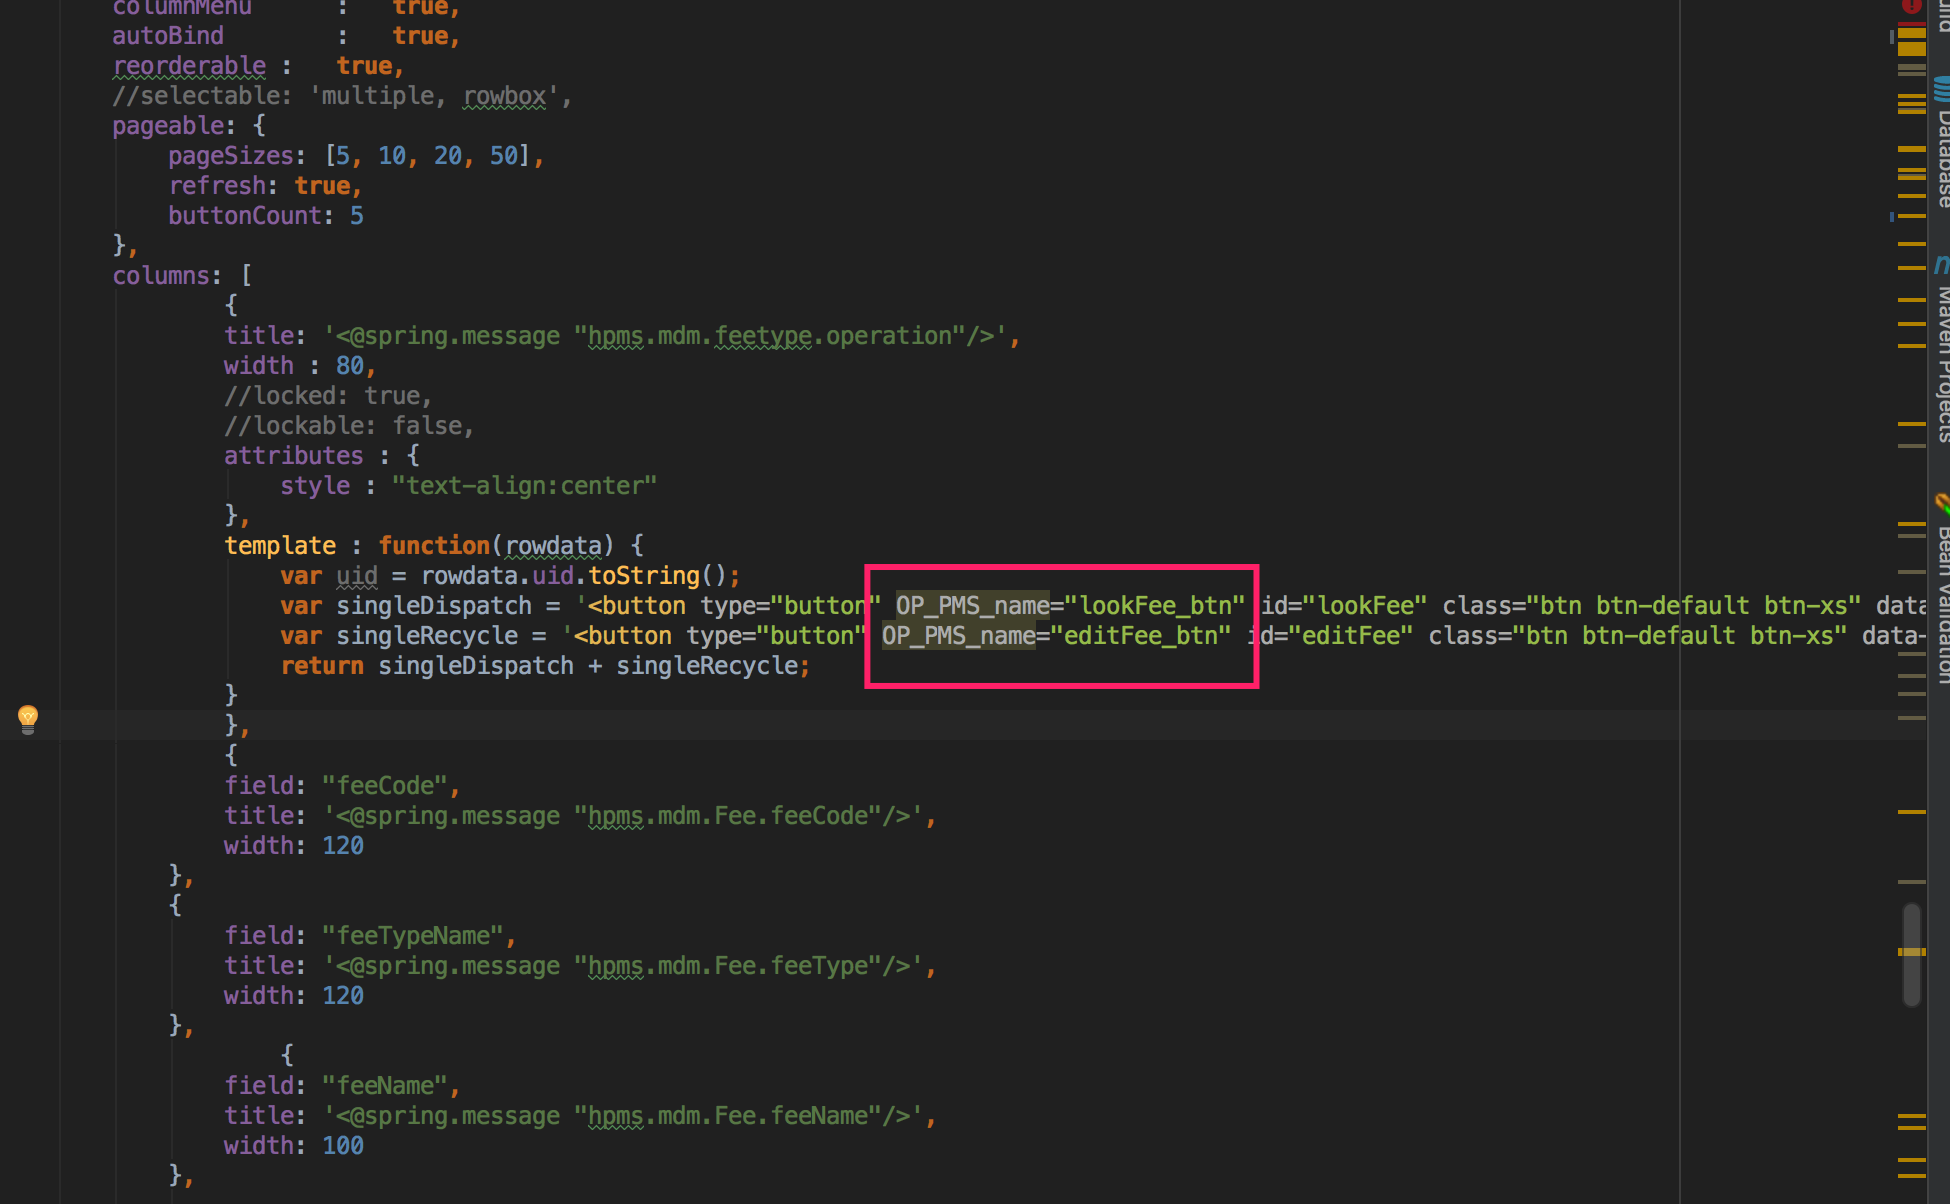 columnMenu      :   true,
autoBind        :   true,
reorderable :   true,
//selectable: 'multiple, rowbox',
pageable: {
    pageSizes: [5, 10, 20, 50],
    refresh: true,
    buttonCount: 5
},
columns: [
        {
        title: '<@spring.message "hpms.mdm.feetype.operation"/>',
        width : 80,
        //locked: true,
        //lockable: false,
        attributes : {
            style : "text-align:center"
        },
        template : function(rowdata) {
            var uid = rowdata.uid.toString();
            var singleDispatch = '<button type="button" OP_PMS_name="lookFee_btn" id="lookFee" class="btn btn-default btn-xs" data
            var singleRecycle = '<button type="button" OP_PMS_name="editFee_btn" id="editFee" class="btn btn-default btn-xs" data-
            return singleDispatch + singleRecycle;
        }
        },
        {
        field: "feeCode",
        title: '<@spring.message "hpms.mdm.Fee.feeCode"/>',
        width: 120
    },
    {
        field: "feeTypeName",
        title: '<@spring.message "hpms.mdm.Fee.feeType"/>',
        width: 120
    },
            {
        field: "feeName",
        title: '<@spring.message "hpms.mdm.Fee.feeName"/>',
        width: 100
    },
Database
Maven Projects
Bean Validation